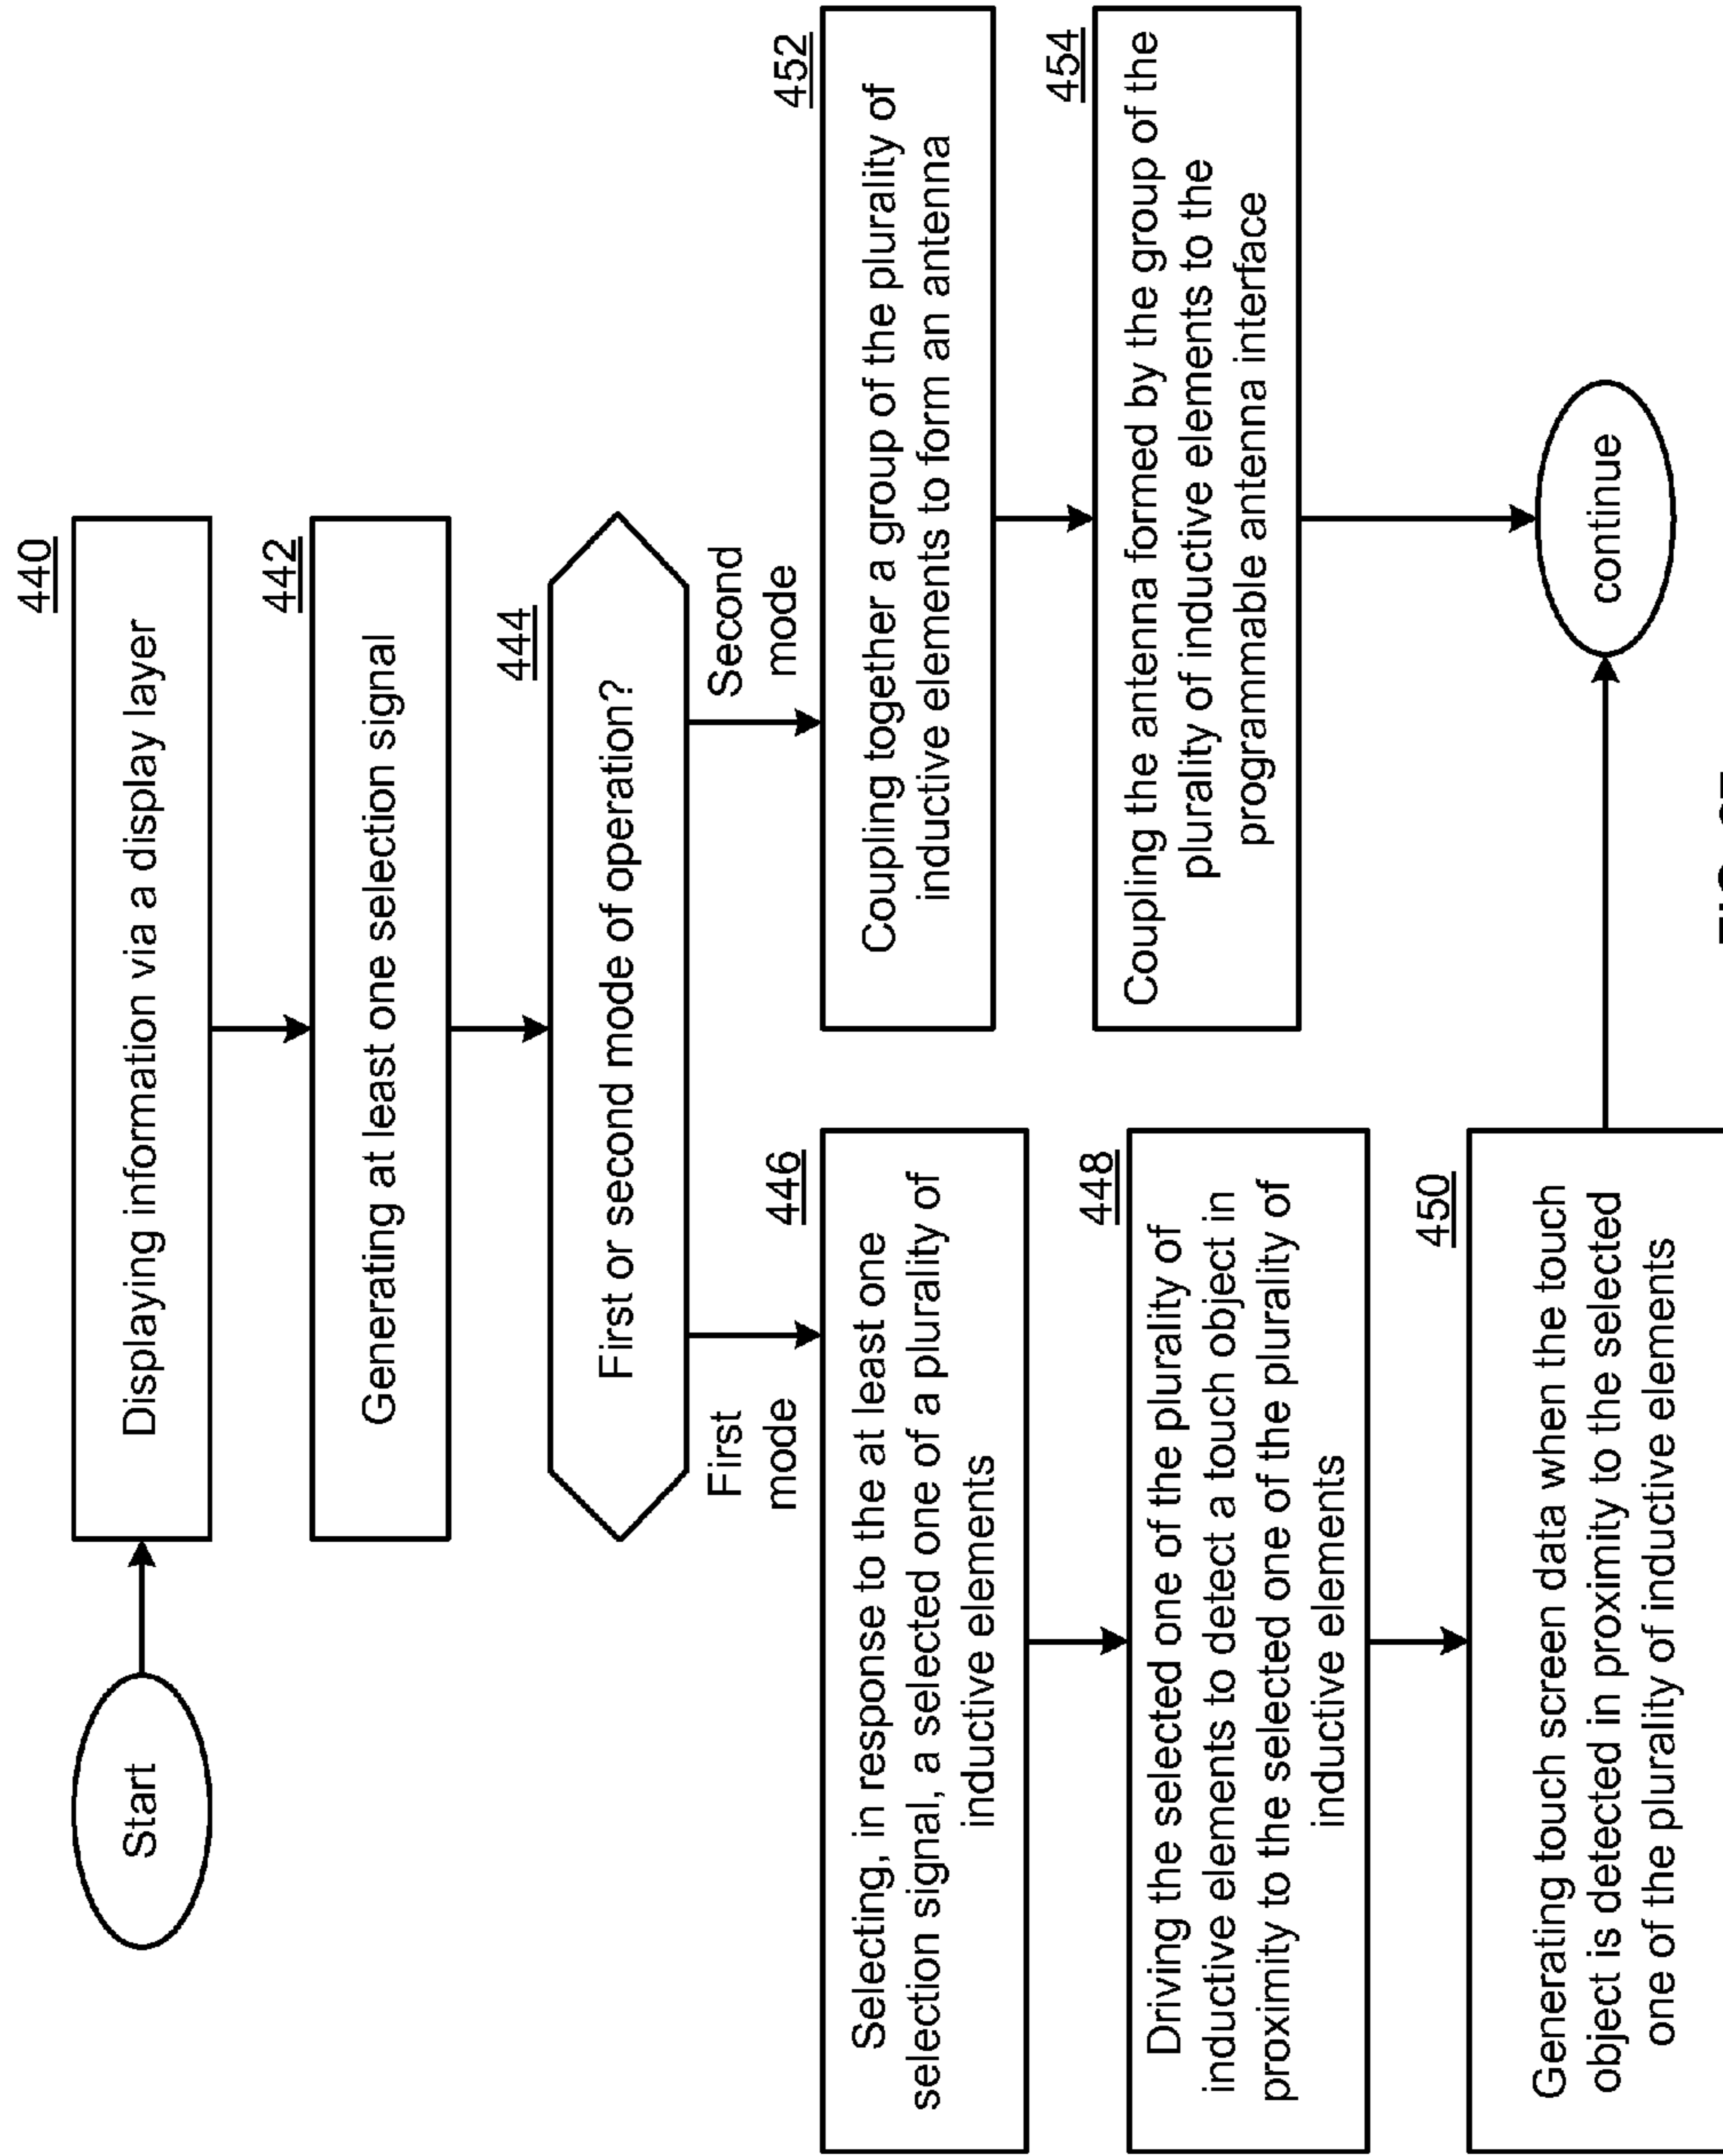 Start
440
Displaying information via a display layer
442
Generating at least one selection signal
444
First or second mode of operation?
First
mode
Second
mode
446
Selecting, in response to the at least one
selection signal, a selected one of a plurality of
inductive elements
448
Driving the selected one of the plurality of
inductive elements to detect a touch object in
proximity to the selected one of the plurality of
inductive elements
450
Generating touch screen data when the touch
object is detected in proximity to the selected
one of the plurality of inductive elements
452
Coupling together a group of the plurality of
inductive elements to form an antenna
454
Coupling the antenna formed by the group of the
plurality of inductive elements to the
programmable antenna interface
continue